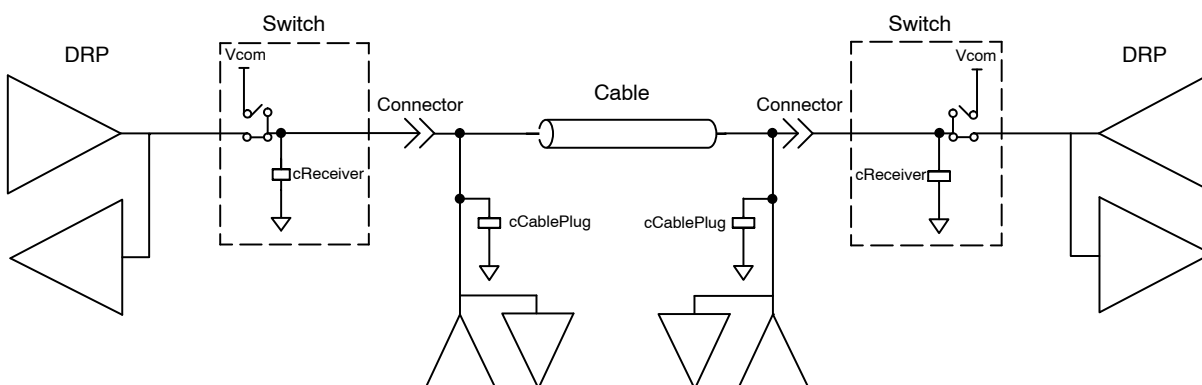 Switch
DRP
Vcom
Connector
cReceiver
Cable
cCablePlug
cCablePlug
Connector
Switch
Vcom
cReceiver
DRP